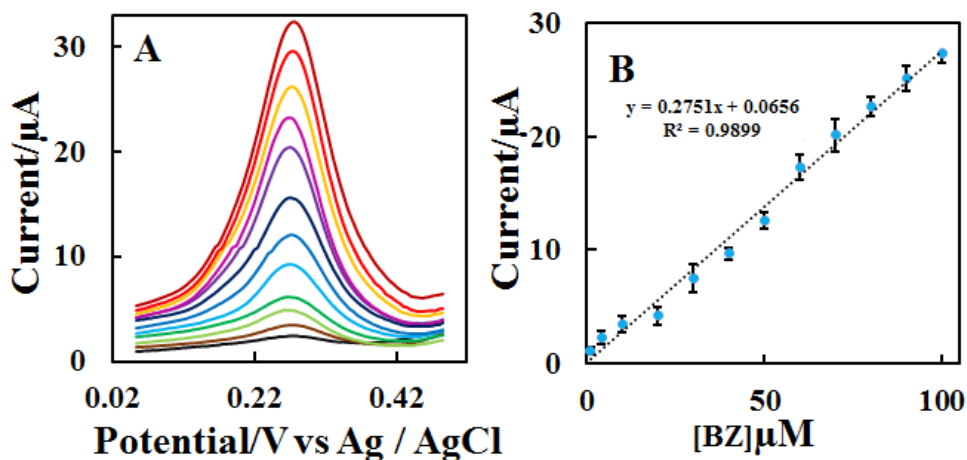 A
Current/μA
30
20
10
0
0.02
0.22
0.42
Potential/V vs Ag / AgCl
B
y = 0.2751x + 0.0656
R² = 0.9899
Current/μA
30
20
10
0
0
50
100
[BZ]μM